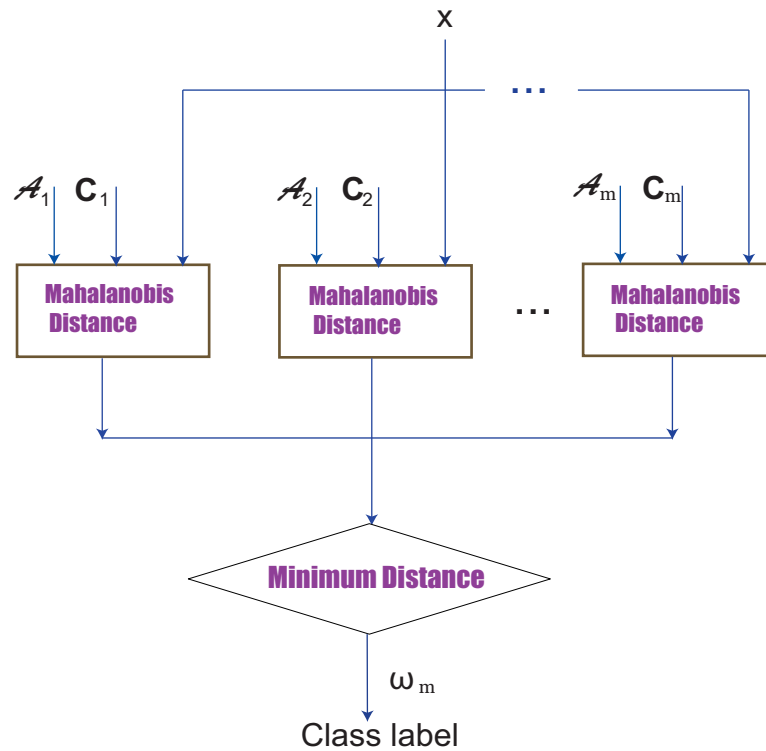 x
...
𝒜1 C1 𝒜2 C2 𝒜m Cm
Mahalanobis
Distance
Mahalanobis
Distance
...
Mahalanobis
Distance
Minimum Distance
ωm
Class label